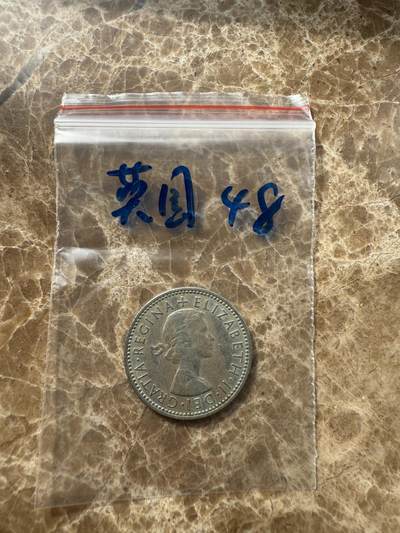 英国 48
+ ELIZABETH · II · DEI · GRATIA · REGINA